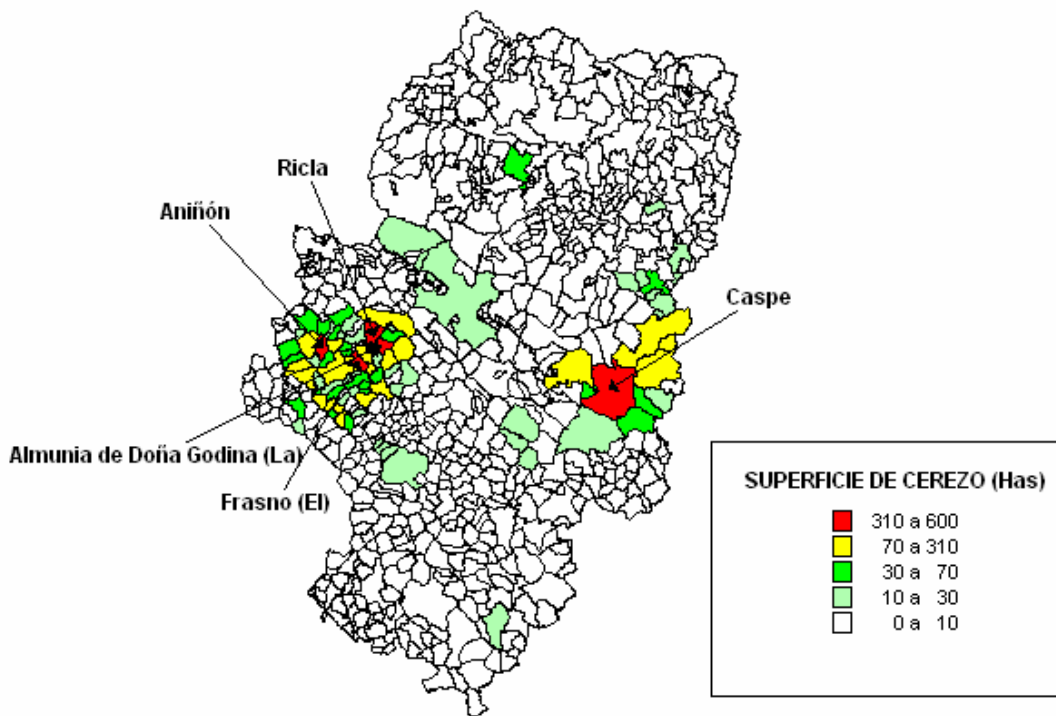 Ricla
Aniñón
Caspe
Almunia de Doña Godina (La)
Frasno (El)
SUPERFICIE DE CEREZO (Has)
310 a 600
70 a 310
30 a 70
10 a 30
0 a 10